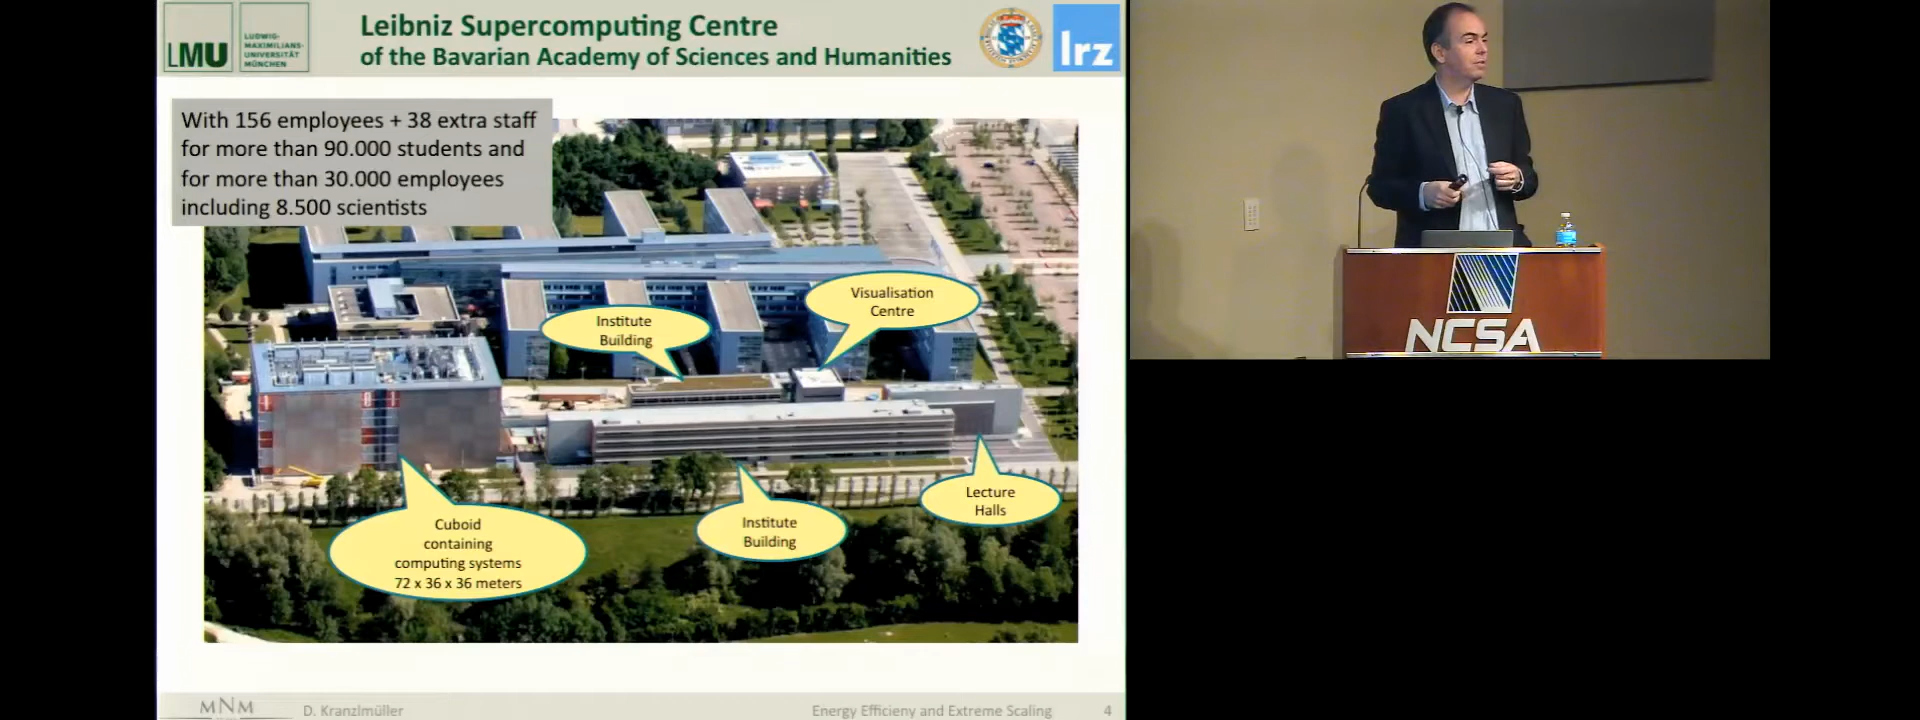 LMU
LUDWIG-
MAXIMILIANS-
UNIVERSITÄT
MÜNCHEN
Leibniz Supercomputing Centre
of the Bavarian Academy of Sciences and Humanities
lrz
With 156 employees + 38 extra staff
for more than 90.000 students and
for more than 30.000 employees
including 8.500 scientists
Visualisation
Centre
Institute
Building
Lecture
Halls
Cuboid
containing
computing systems
72 x 36 x 36 meters
Institute
Building
MNM
D. Kranzlmüller
Energy Efficieny and Extreme Scaling
4
NCSA